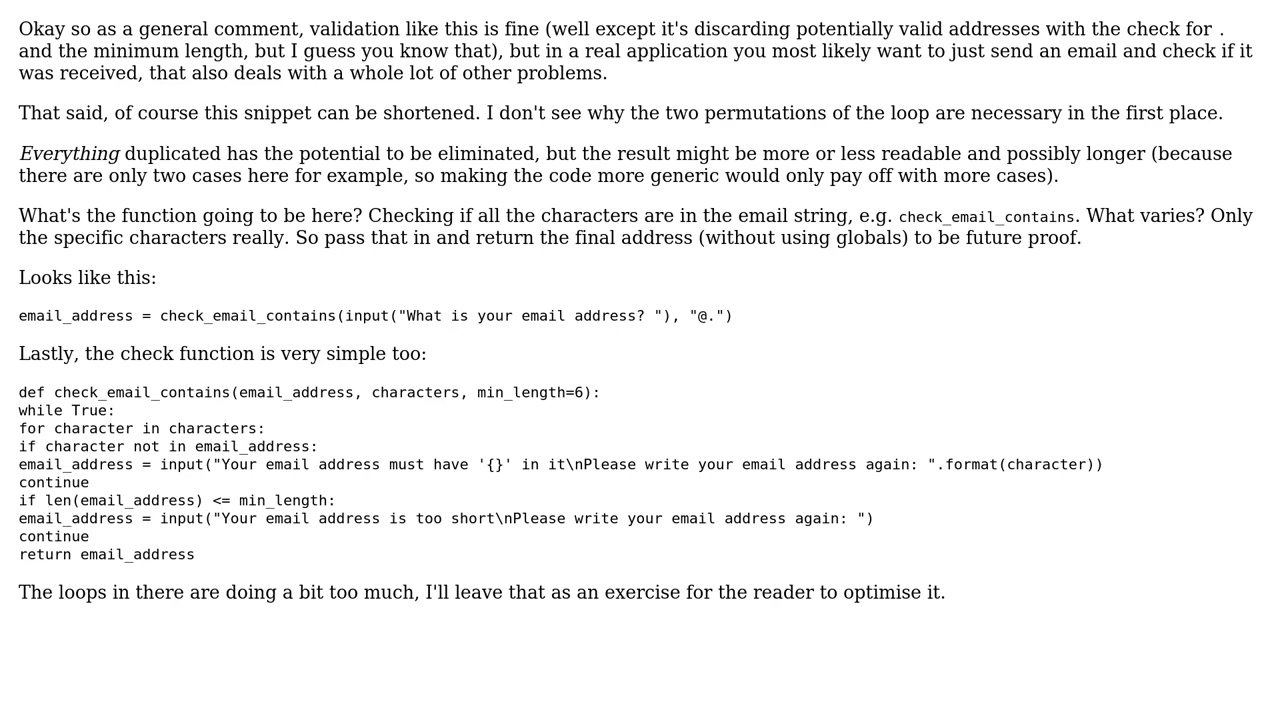 Okay so as a general comment, validation like this is fine (well except it's discarding potentially valid addresses with the check for .
and the minimum length, but I guess you know that), but in a real application you most likely want to just send an email and check if it
was received, that also deals with a whole lot of other problems.
That said, of course this snippet can be shortened. I don't see why the two permutations of the loop are necessary in the first place.
Everything duplicated has the potential to be eliminated, but the result might be more or less readable and possibly longer (because
there are only two cases here for example, so making the code more generic would only pay off with more cases).
What's the function going to be here? Checking if all the characters are in the email string, e.g. check_email_contains. What varies? Only
the specific characters really. So pass that in and return the final address (without using globals) to be future proof.
Looks like this:
email_address = check_email_contains(input("What is your email address? "), "@.")
Lastly, the check function is very simple too:
def check_email_contains(email_address, characters, min_length=6):
while True:
for character in characters:
if character not in email_address:
email_address = input("Your email address must have '{}' in it\nPlease write your email address again: ".format(character))
continue
if len(email_address) <= min_length:
email_address = input("Your email address is too short\nPlease write your email address again: ")
continue
return email_address
The loops in there are doing a bit too much, I'll leave that as an exercise for the reader to optimise it.